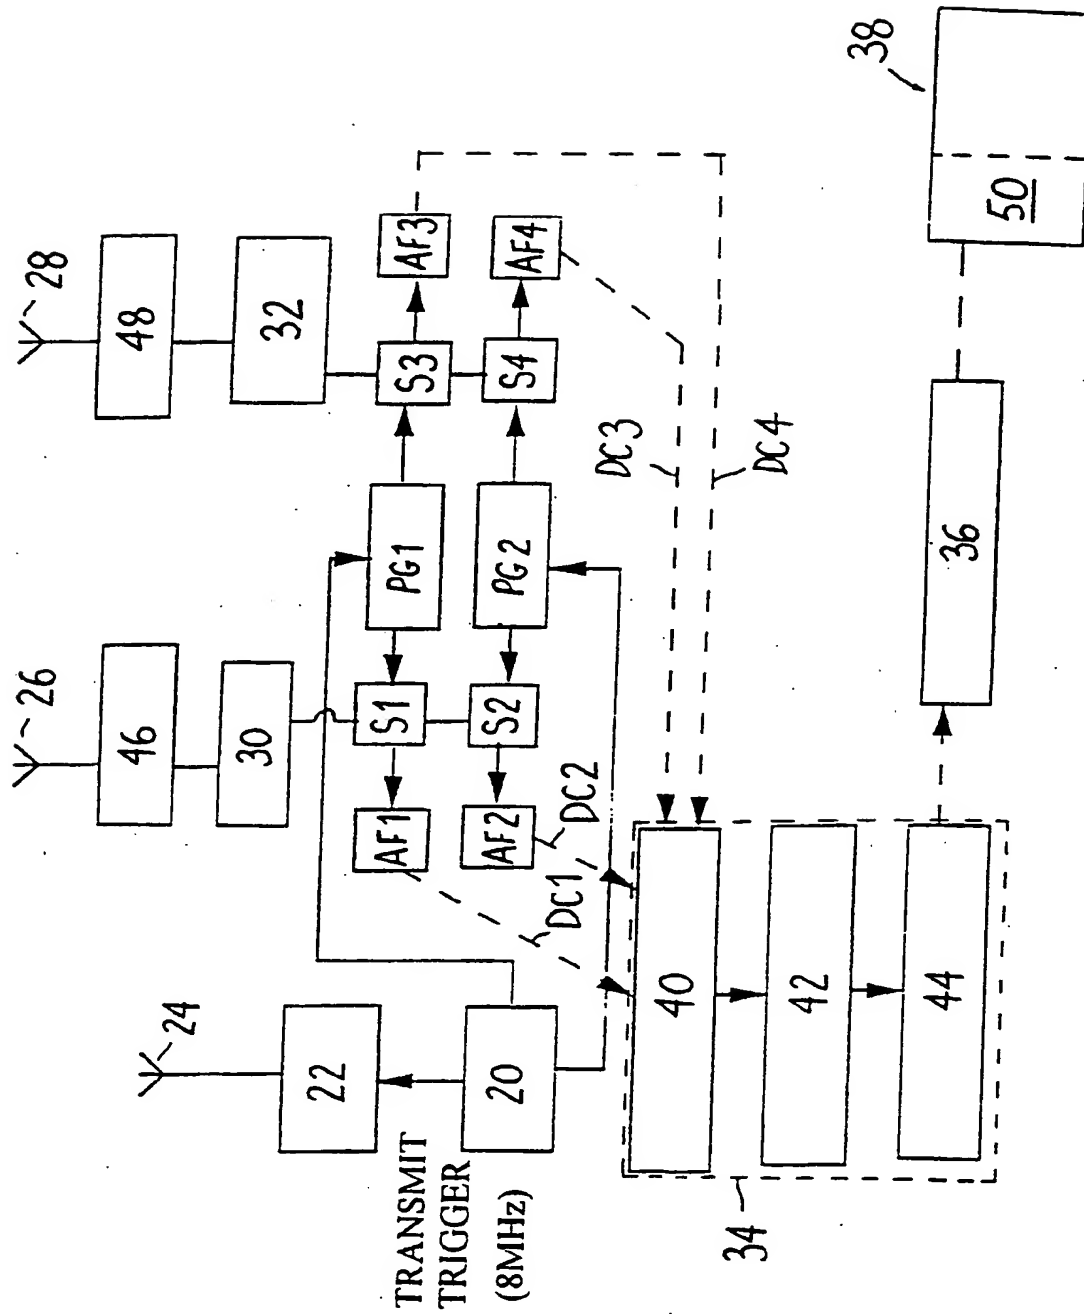 26
28
46
48
24
30
32
22
AF1
S1
PG1
S3
AF3
TRANSMIT
TRIGGER
(8MHz)
20
AF2
S2
PG2
S4
AF4
DC1
DC2
DC3
40
DC4
34
42
38
44
36
50